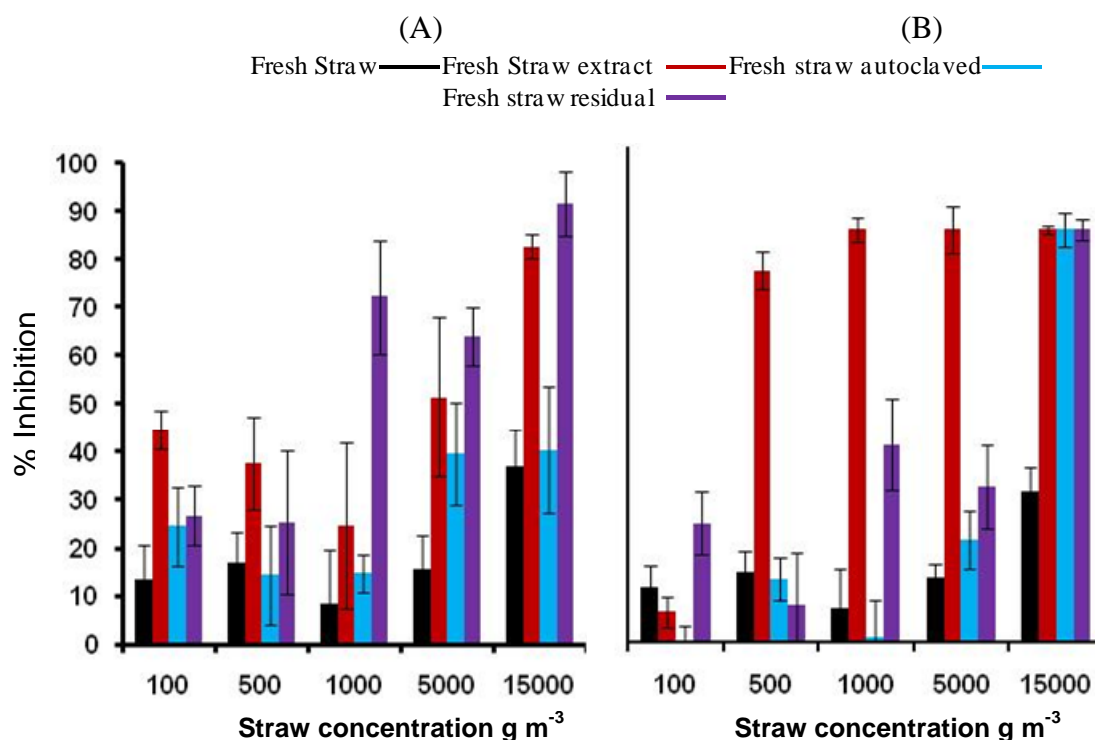 (A) (B)
Fresh Straw Fresh Straw extract Fresh straw autoclaved
Fresh straw residual
% Inhibition
100
90
80
70
60
50
40
30
20
10
0
100 500 1000 5000 15000 100 500 1000 5000 15000
Straw concentration g m⁻³ Straw concentration g m⁻³